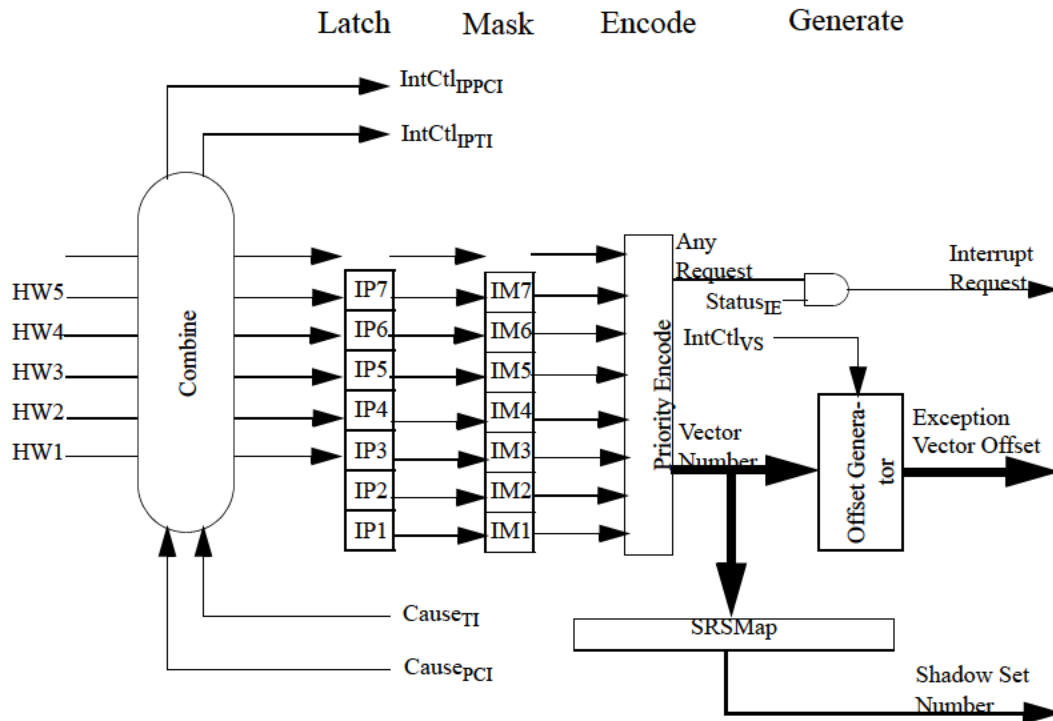 Latch Mask Encode Generate
IntCtlIPPCI
IntCtlIPTI
Combine
HW5
HW4
HW3
HW2
HW1
IP7
IP6
IP5
IP4
IP3
IP2
IP1
IM7
IM6
IM5
IM4
IM3
IM2
IM1
Priority Encode
Any
Request
StatusIE
IntCtlVS
Vector
Number
Offset Genera-
tor
Interrupt
Request
Exception
Vector Offset
CauseTI
CausePCI
SRSMap
Shadow Set
Number